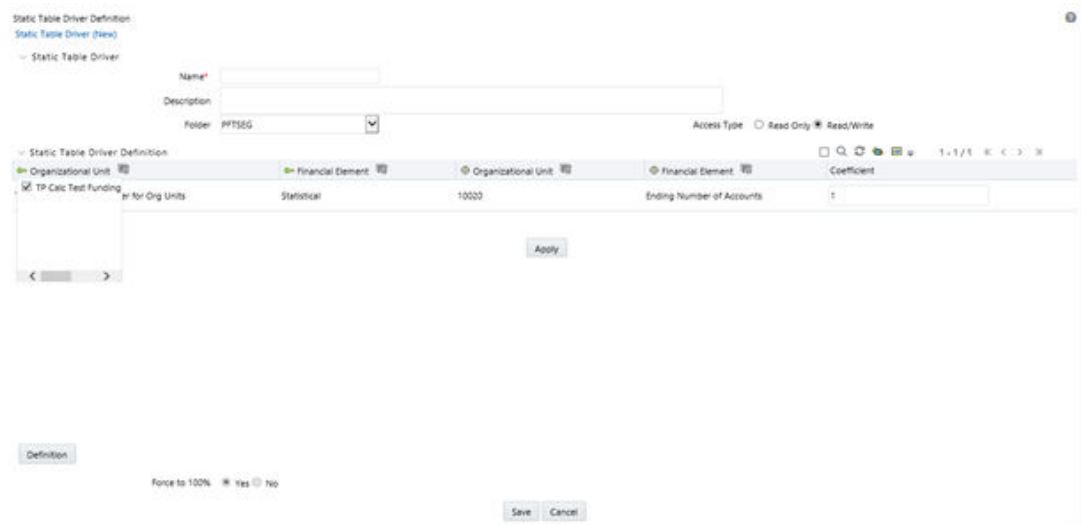 Static Table Driver Definition
Static Table Driver (New)
Static Table Driver
Name*
Description
Folder PFTSEG Access Type Read Only Read/Write
Static Table Driver Definition 1-1/1
Organizational Unit Financial Element Organizational Unit Financial Element Coefficient
TP Calc Test Funding
er for Org Units Statistical 10020 Ending Number of Accounts 1
Apply
Definition
Force to 100% Yes No
Save Cancel